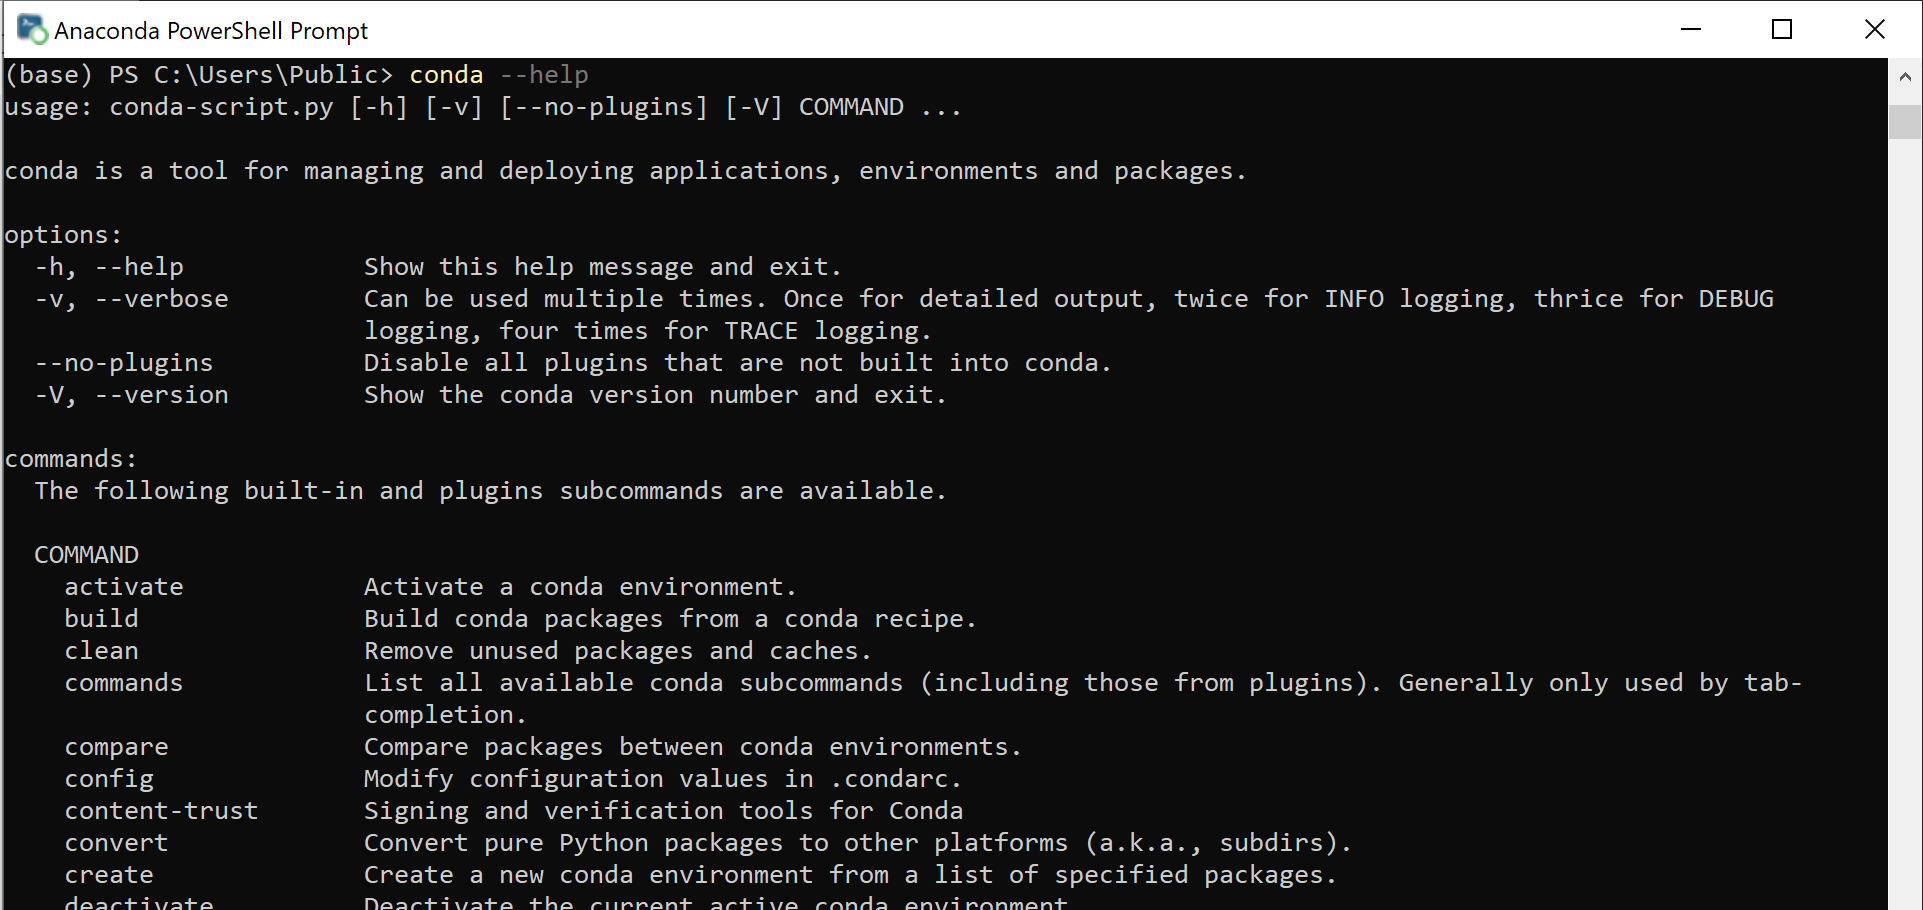 Anaconda PowerShell Prompt
(base) PS C:\Users\Public> conda --help
usage: conda-script.py [-h] [-v] [--no-plugins] [-V] COMMAND ...
conda is a tool for managing and deploying applications, environments and packages.
options:
  -h, --help            Show this help message and exit.
  -v, --verbose         Can be used multiple times. Once for detailed output, twice for INFO logging, thrice for DEBUG
                        logging, four times for TRACE logging.
  --no-plugins          Disable all plugins that are not built into conda.
  -V, --version         Show the conda version number and exit.
commands:
  The following built-in and plugins subcommands are available.
  COMMAND
    activate            Activate a conda environment.
    build               Build conda packages from a conda recipe.
    clean               Remove unused packages and caches.
    commands            List all available conda subcommands (including those from plugins). Generally only used by tab-
                        completion.
    compare             Compare packages between conda environments.
    config              Modify configuration values in .condarc.
    content-trust       Signing and verification tools for Conda
    convert             Convert pure Python packages to other platforms (a.k.a., subdirs).
    create              Create a new conda environment from a list of specified packages.
    deactivate          Deactivate the current active conda environment